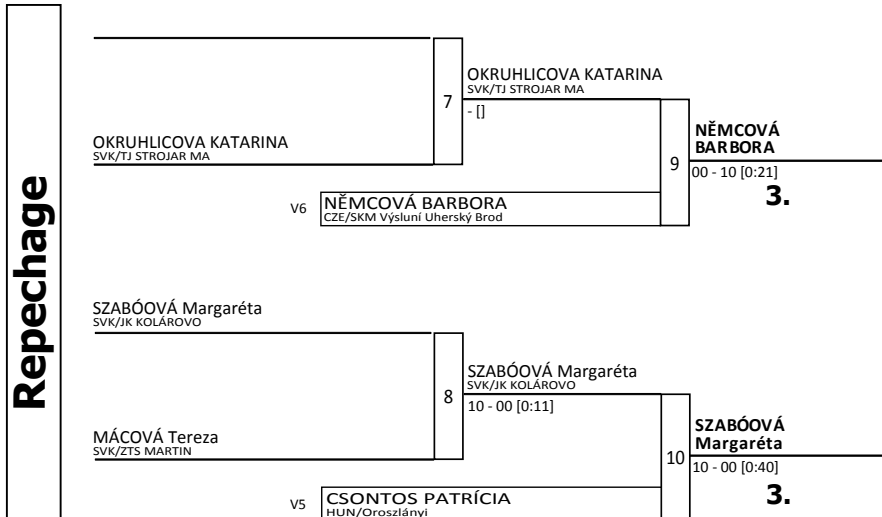 Repechage
OKRUHLICOVA KATARINA
SVK/TJ STROJAR MA
7
OKRUHLICOVA KATARINA
SVK/TJ STROJAR MA
- []
V6
NĚMCOVÁ BARBORA
CZE/SKM Výsluní Uherský Brod
9
NĚMCOVÁ
BARBORA
00 - 10 [0:21]
3.
SZABÓOVÁ Margaréta
SVK/JK KOLÁROVO
MÁCOVÁ Tereza
SVK/ZTS MARTIN
8
SZABÓOVÁ Margaréta
SVK/JK KOLÁROVO
10 - 00 [0:11]
V5
CSONTOS PATRÍCIA
HUN/Oroszlányi
10
SZABÓOVÁ
Margaréta
10 - 00 [0:40]
3.